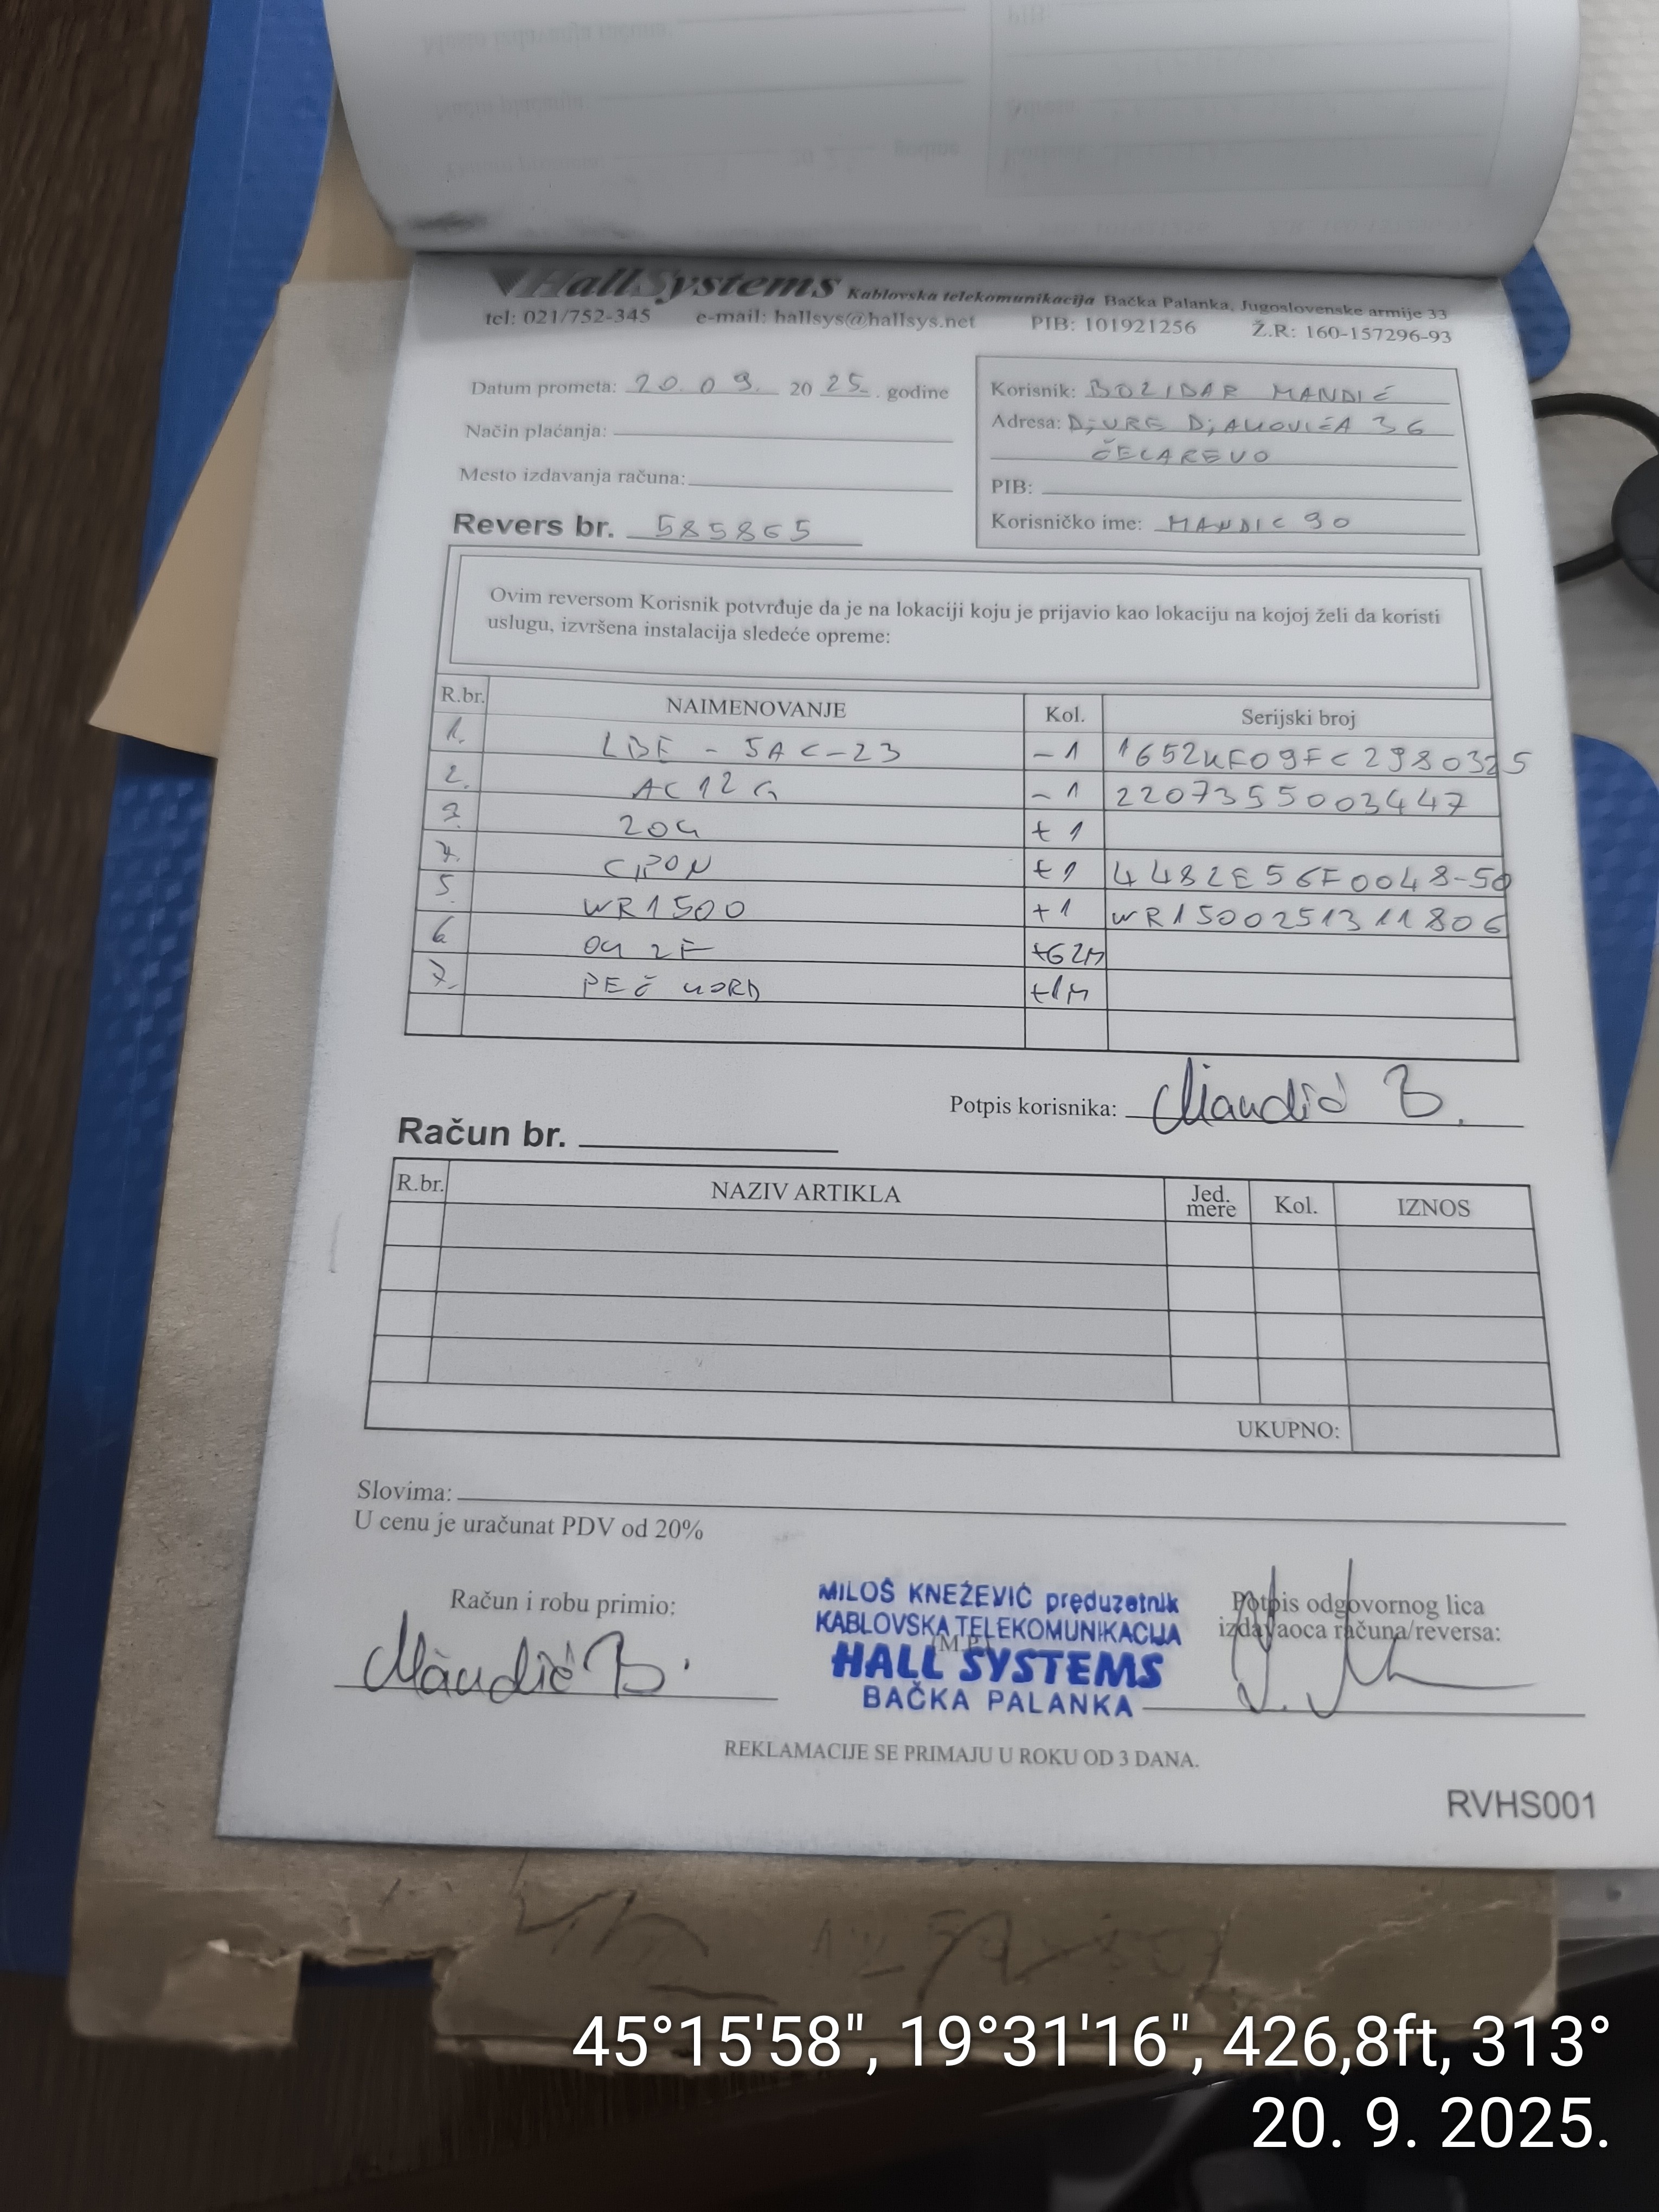 HallSystems Kablovska telekomunikacija Bačka Palanka, Jugoslovenske armije 33
tel: 021/752-345 e-mail: hallsys@hallsys.net PIB: 101921256 Ž.R: 160-157296-93
Datum prometa: 20.09. 20 25. godine
Način plaćanja:
Mesto izdavanja računa:
Revers br. 585865
Korisnik: BOZIDAR MANDIĆ
Adresa: DjURE DjAKOVIĆA 36
ČELAREVO
PIB:
Korisničko ime: MANDIC90
Ovim reversom Korisnik potvrđuje da je na lokaciji koju je prijavio kao lokaciju na kojoj želi da koristi
uslugu, izvršena instalacija sledeće opreme:
R.br. NAIMENOVANJE Kol. Serijski broj
1. LBE - 5AC-23 -1 1652KF09FC2980325
2. AC12G -1 2207355003447
3. 20G +1
4. GPON +1 4482E56F0048-50
5. WR1500 +1 WR1500251311806
6 2F +62M
7. PEČ KORD +1M
Potpis korisnika: Mandić B.
Račun br.
R.br. NAZIV ARTIKLA Jed. mere Kol. IZNOS
UKUPNO:
Slovima:
U cenu je uračunat PDV od 20%
Račun i robu primio:
Mandić B.
MILOŠ KNEŽEVIĆ preduzetnik
KABLOVSKA TELEKOMUNIKACIJA
(M.P.)
HALL SYSTEMS
BAČKA PALANKA
Potpis odgovornog lica
izdavaoca računa/reversa:
REKLAMACIJE SE PRIMAJU U ROKU OD 3 DANA.
RVHS001
45°15'58", 19°31'16", 426,8ft, 313°
20. 9. 2025.